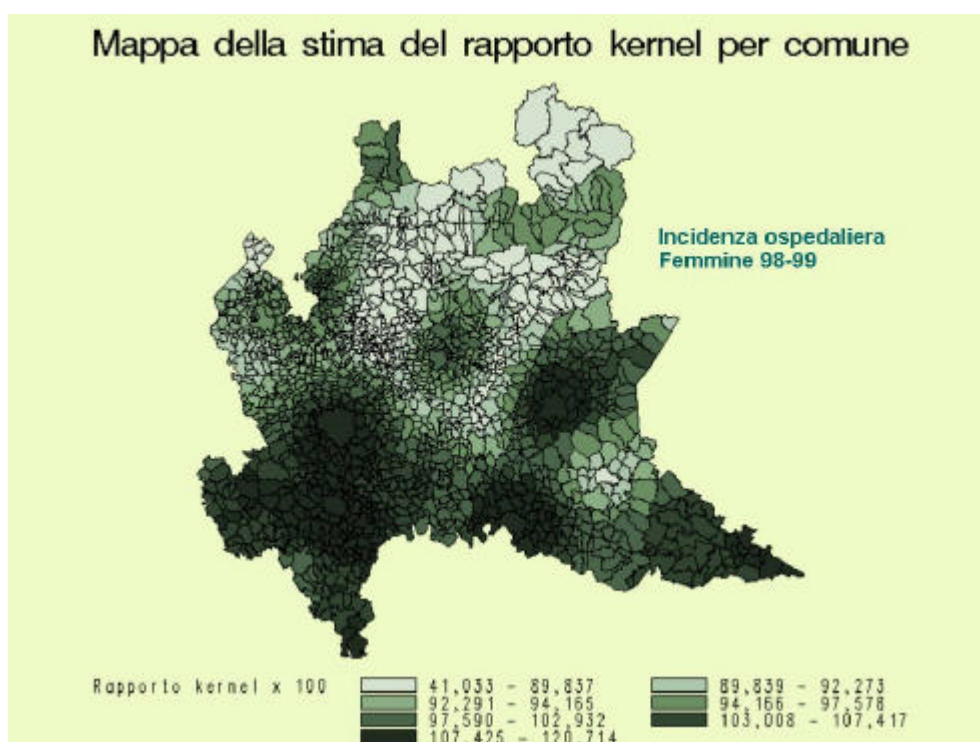 Mappa della stima del rapporto kernel per comune
Incidenza ospedaliera
Femmine 98-99
Rapporto kernel x 100
41,033 - 89,837
89,839 - 92,273
92,291 - 94,165
94,166 - 97,578
97,590 - 102,932
103,008 - 107,417
107,425 - 120,714